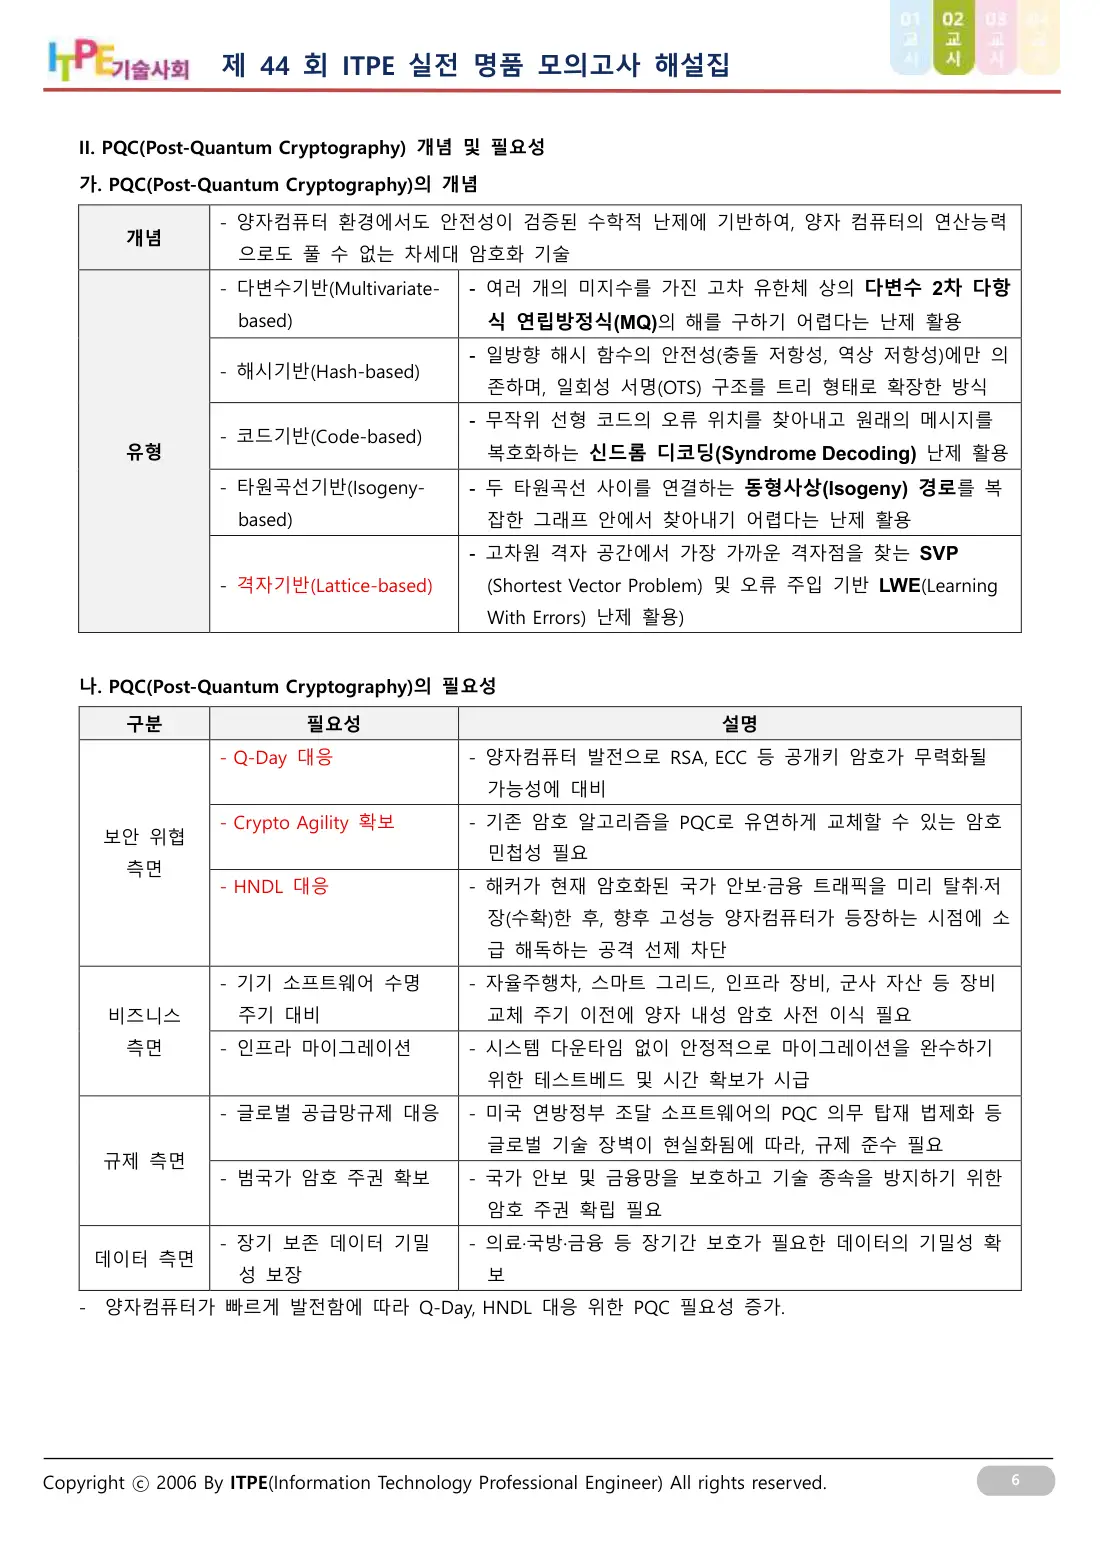 ITPE기술사회 제 44 회 ITPE 실전 명품 모의고사 해설집
01 교시
02 교시
03 교시
II. PQC(Post-Quantum Cryptography) 개념 및 필요성
가. PQC(Post-Quantum Cryptography)의 개념
개념
- 양자컴퓨터 환경에서도 안전성이 검증된 수학적 난제에 기반하여, 양자 컴퓨터의 연산능력
으로도 풀 수 없는 차세대 암호화 기술
유형
- 다변수기반(Multivariate-
based)
- 여러 개의 미지수를 가진 고차 유한체 상의 다변수 2차 다항
식 연립방정식(MQ)의 해를 구하기 어렵다는 난제 활용
- 해시기반(Hash-based)
- 일방향 해시 함수의 안전성(충돌 저항성, 역상 저항성)에만 의
존하며, 일회성 서명(OTS) 구조를 트리 형태로 확장한 방식
- 코드기반(Code-based)
- 무작위 선형 코드의 오류 위치를 찾아내고 원래의 메시지를
복호화하는 신드롬 디코딩(Syndrome Decoding) 난제 활용
- 타원곡선기반(Isogeny-
based)
- 두 타원곡선 사이를 연결하는 동형사상(Isogeny) 경로를 복
잡한 그래프 안에서 찾아내기 어렵다는 난제 활용
- 격자기반(Lattice-based)
- 고차원 격자 공간에서 가장 가까운 격자점을 찾는 SVP
(Shortest Vector Problem) 및 오류 주입 기반 LWE(Learning
With Errors) 난제 활용)
나. PQC(Post-Quantum Cryptography)의 필요성
구분 필요성 설명
보안 위협
측면
- Q-Day 대응
- 양자컴퓨터 발전으로 RSA, ECC 등 공개키 암호가 무력화될
가능성에 대비
- Crypto Agility 확보
- 기존 암호 알고리즘을 PQC로 유연하게 교체할 수 있는 암호
민첩성 필요
- HNDL 대응
- 해커가 현재 암호화된 국가 안보·금융 트래픽을 미리 탈취·저
장(수확)한 후, 향후 고성능 양자컴퓨터가 등장하는 시점에 소
급 해독하는 공격 선제 차단
비즈니스
측면
- 기기 소프트웨어 수명
주기 대비
- 자율주행차, 스마트 그리드, 인프라 장비, 군사 자산 등 장비
교체 주기 이전에 양자 내성 암호 사전 이식 필요
- 인프라 마이그레이션
- 시스템 다운타임 없이 안정적으로 마이그레이션을 완수하기
위한 테스트베드 및 시간 확보가 시급
규제 측면
- 글로벌 공급망규제 대응
- 미국 연방정부 조달 소프트웨어의 PQC 의무 탑재 법제화 등
글로벌 기술 장벽이 현실화됨에 따라, 규제 준수 필요
- 범국가 암호 주권 확보
- 국가 안보 및 금융망을 보호하고 기술 종속을 방지하기 위한
암호 주권 확립 필요
데이터 측면
- 장기 보존 데이터 기밀
성 보장
- 의료·국방·금융 등 장기간 보호가 필요한 데이터의 기밀성 확
보
- 양자컴퓨터가 빠르게 발전함에 따라 Q-Day, HNDL 대응 위한 PQC 필요성 증가.
Copyright ⓒ 2006 By ITPE(Information Technology Professional Engineer) All rights reserved.
6